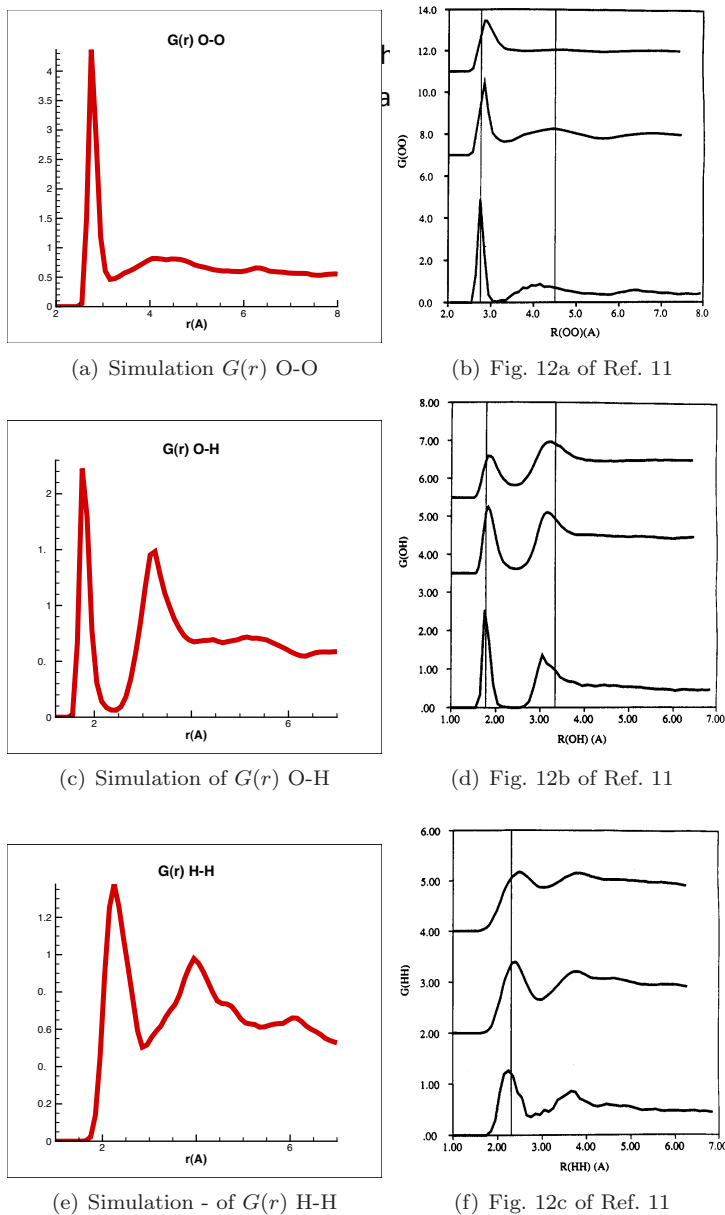 G(r) O-O
h
a
4
3.5
3
2.5
2
1.5
1
0.5
0
2 4 6 8
r(A)
14.0
12.0
10.0
8.0
6.0
4.0
2.0
0.0
G(OO)
2.0 3.0 4.0 5.0 6.0 7.0 8.0
R(OO)(A)
(a) Simulation G(r) O-O
(b) Fig. 12a of Ref. 11
G(r) O-H
2
1.
1
0.
0
2 6
r(A)
8.00
7.00
6.00
5.00
4.00
3.00
2.00
1.00
.00
G(OH)
1.00 2.00 3.00 4.00 5.00 6.00 7.00
R(OH) (A)
(c) Simulation of G(r) O-H
(d) Fig. 12b of Ref. 11
G(r) H-H
1.2
1
0.
0.6
0.
0.2
0
2 4 6
r(A)
6.00
5.00
4.00
3.00
2.00
1.00
.00
G(HH)
1.00 2.00 3.00 4.00 5.00 6.00 7.00
R(HH) (A)
(e) Simulation - of G(r) H-H
(f) Fig. 12c of Ref. 11